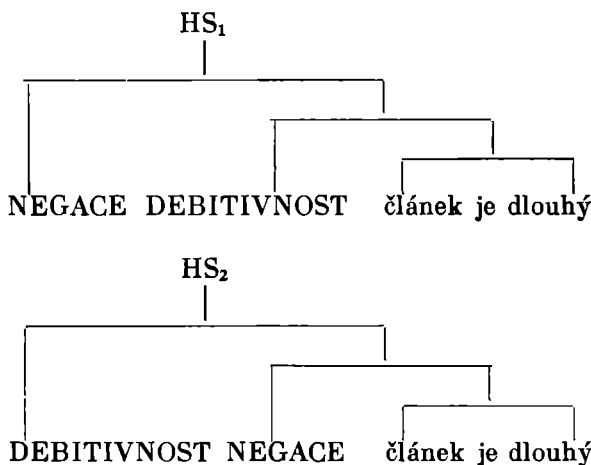 HS₁
NEGACE DEBITIVNOST článek je dlouhý
HS₂
DEBITIVNOST NEGACE článek je dlouhý